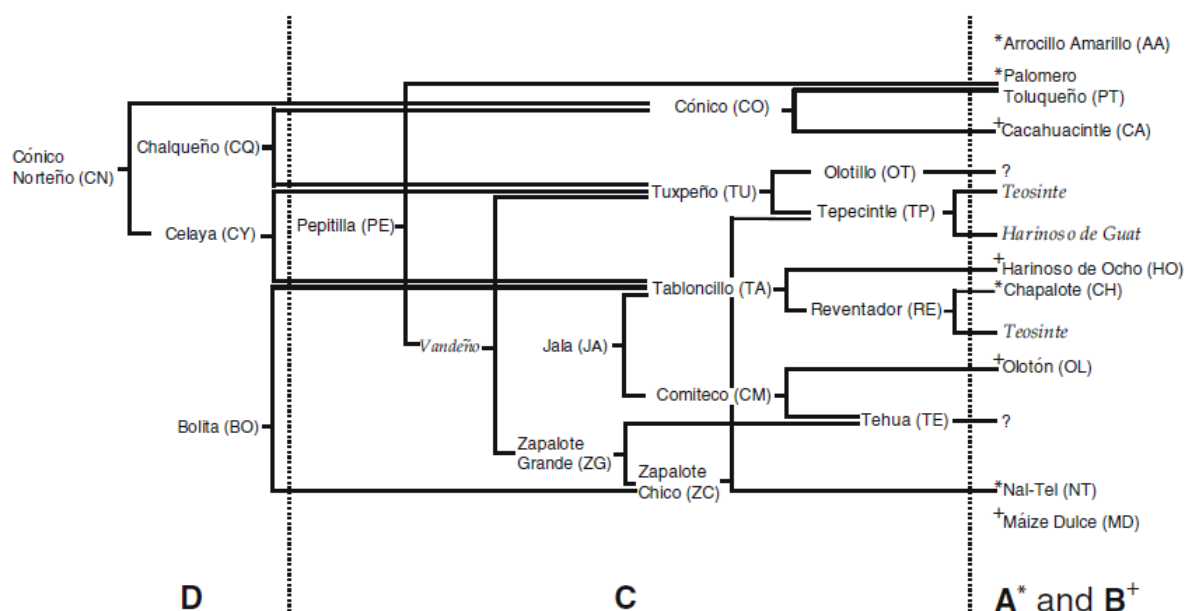 *Arrocillo Amarillo (AA)
*Palomero
Toluqueño (PT)
Cónico (CO)
+Cacahuacintle (CA)
Chalqueño (CQ)
Cónico
Norteño (CN)
Olotillo (OT)
?
Tuxpeño (TU)
Teosinte
Tepecintle (TP)
Celaya (CY)
Pepitilla (PE)
Harinoso de Guat
+Harinoso de Ocho (HO)
Tabloncillo (TA)
*Chapalote (CH)
Reventador (RE)
Teosinte
Vandeño
Jala (JA)
+Olotón (OL)
Comiteco (CM)
Bolita (BO)
Tehua (TE)
?
Zapalote
Grande (ZG)
Zapalote
Chico (ZC)
*Nal-Tel (NT)
+Máize Dulce (MD)
D
C
A* and B+